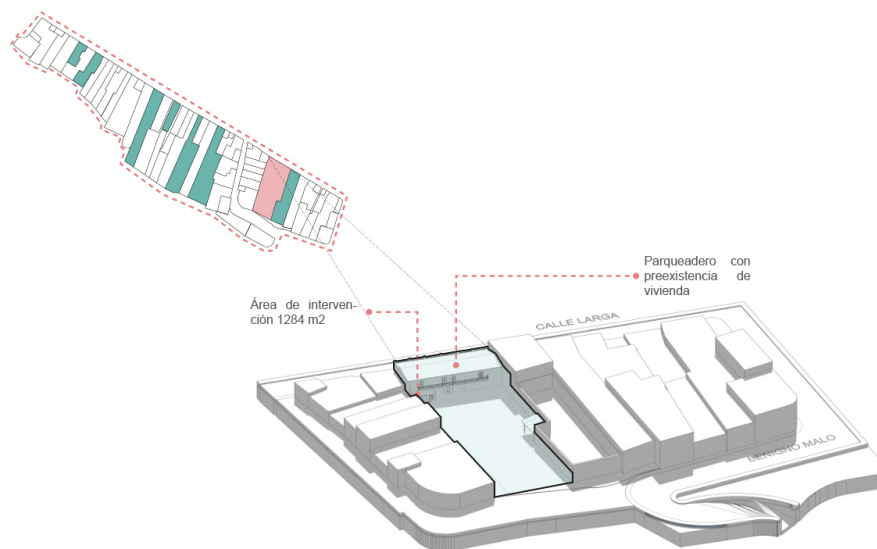 Parqueadero con
preexistencia de
vivienda
Área de interven-
ción 1284 m2
CALLE LARGA
BENIGNO MALO